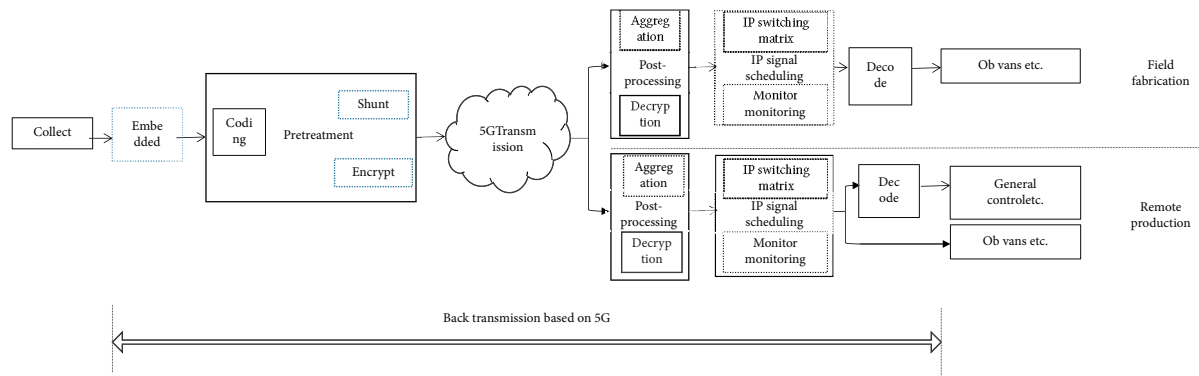 Collect
Embe
dded
Codi
ng
Pretreatment
Shunt
Encrypt
5GTransm
ission
Aggreg
ation
Post-
processing
Decryp
tion
IP switching
matrix
IP signal
scheduling
Monitor
monitoring
Deco
de
Ob vans etc.
Field
fabrication
Aggreg
ation
Post-
processing
Decryp
tion
IP switching
matrix
IP signal
scheduling
Monitor
monitoring
Dec
ode
General
controletc.
Ob vans etc.
Remote
production
Back transmission based on 5G